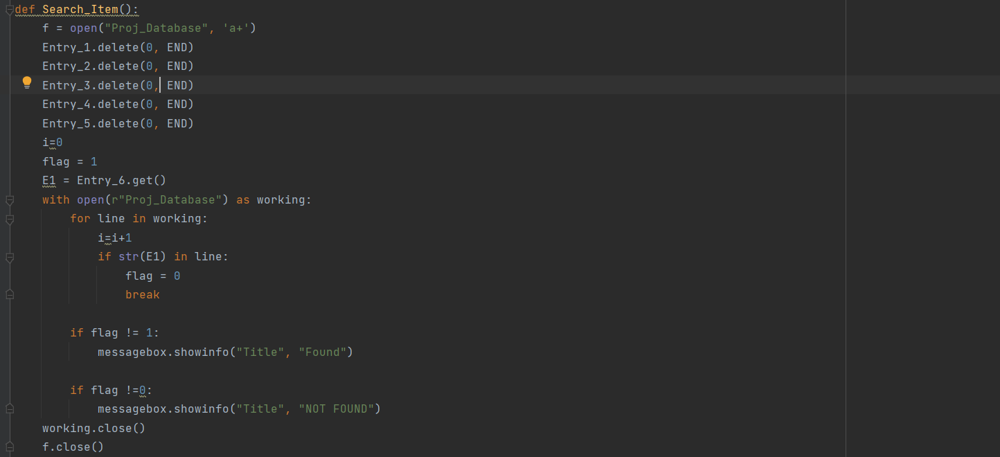 def Search_Item():
    f = open("Proj_Database", 'a+')
    Entry_1.delete(0, END)
    Entry_2.delete(0, END)
    Entry_3.delete(0, END)
    Entry_4.delete(0, END)
    Entry_5.delete(0, END)
    i=0
    flag = 1
    E1 = Entry_6.get()
    with open(r"Proj_Database") as working:
        for line in working:
            i=i+1
            if str(E1) in line:
                flag = 0
                break
        if flag != 1:
            messagebox.showinfo("Title", "Found")
        if flag !=0:
            messagebox.showinfo("Title", "NOT FOUND")
    working.close()
    f.close()